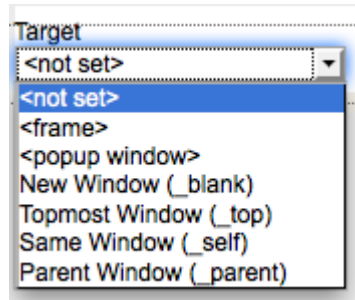 Target
<not set>
<not set>
<frame>
<popup window>
New Window (_blank)
Topmost Window (_top)
Same Window (_self)
Parent Window (_parent)